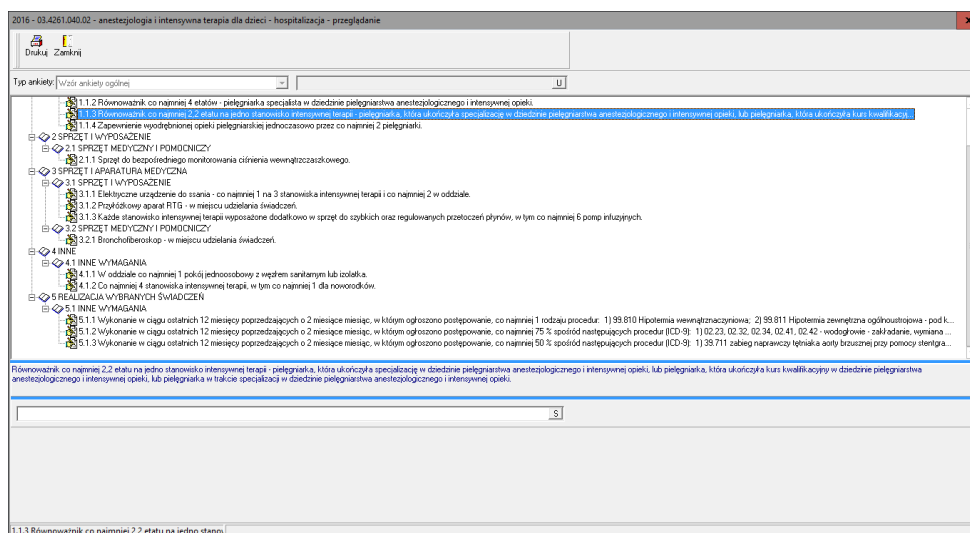 2016 - 03.4261.040.02 - anestezjologia i intensywna terapia dla dzieci - hospitalizacja - przeglądanie
Drukuj Zamknij
Typ ankiety: Wzór ankiety ogólnej U
1.1.2 Równoważnik co najmniej 4 etatów - pielęgniarka specjalista w dziedzinie pielęgniarstwa anestezjologicznego i intensywnej opieki.
1.1.3 Równoważnik co najmniej 2,2 etatu na jedno stanowisko intensywnej terapii - pielęgniarka, która ukończyła specjalizację w dziedzinie pielęgniarstwa anestezjologicznego i intensywnej opieki, lub pielęgniarka, która ukończyła kurs kwalifikacyj...
1.1.4 Zapewnienie wyodrębnionej opieki pielęgniarskiej jednoczasowo przez co najmniej 2 pielęgniarki.
2 SPRZĘT I WYPOSAŻENIE
2.1 SPRZĘT MEDYCZNY I POMOCNICZY
2.1.1 Sprzęt do bezpośredniego monitorowania ciśnienia wewnątrzczaszkowego.
3 SPRZĘT I APARATURA MEDYCZNA
3.1 SPRZĘT I WYPOSAŻENIE
3.1.1 Elektryczne urządzenie do ssania - co najmniej 1 na 3 stanowiska intensywnej terapii i co najmniej 2 w oddziale.
3.1.2 Przyłóżkowy aparat RTG - w miejscu udzielania świadczeń.
3.1.3 Każde stanowisko intensywnej terapii wyposażone dodatkowo w sprzęt do szybkich oraz regulowanych przetoczeń płynów, w tym co najmniej 6 pomp infuzyjnych.
3.2 SPRZĘT MEDYCZNY I POMOCNICZY
3.2.1 Bronchofiberoskop - w miejscu udzielania świadczeń.
4 INNE
4.1 INNE WYMAGANIA
4.1.1 W oddziale co najmniej 1 pokój jednoosobowy z węzłem sanitarnym lub izolatka.
4.1.2 Co najmniej 4 stanowiska intensywnej terapii, w tym co najmniej 1 dla noworodków.
5 REALIZACJA WYBRANYCH ŚWIADCZEŃ
5.1 INNE WYMAGANIA
5.1.1 Wykonanie w ciągu ostatnich 12 miesięcy poprzedzających o 2 miesiące miesiąc, w którym ogłoszono postępowanie, co najmniej 1 rodzaju procedur: 1) 99.810 Hipotermia wewnątrznaczyniowa; 2) 99.811 Hipotermia zewnętrzna ogólnoustrojowa - pod k...
5.1.2 Wykonanie w ciągu ostatnich 12 miesięcy poprzedzających o 2 miesiące miesiąc, w którym ogłoszono postępowanie, co najmniej 75 % spośród następujących procedur (ICD-9): 1) 02.23, 02.32, 02.34, 02.41, 02.42 - wodogłowie - zakładanie, wymiana ...
5.1.3 Wykonanie w ciągu ostatnich 12 miesięcy poprzedzających o 2 miesiące miesiąc, w którym ogłoszono postępowanie, co najmniej 50 % spośród następujących procedur (ICD-9): 1) 39.711 zabieg naprawczy tętniaka aorty brzusznej przy pomocy stentgra...
Równoważnik co najmniej 2,2 etatu na jedno stanowisko intensywnej terapii - pielęgniarka, która ukończyła specjalizację w dziedzinie pielęgniarstwa anestezjologicznego i intensywnej opieki, lub pielęgniarka, która ukończyła kurs kwalifikacyjny w dziedzinie pielęgniarstwa
anestezjologicznego i intensywnej opieki, lub pielęgniarka w trakcie specjalizacji w dziedzinie pielęgniarstwa anestezjologicznego i intensywnej opieki.
S
1.1.3 Równoważnik co najmniej 2,2 etatu na jedno stanow